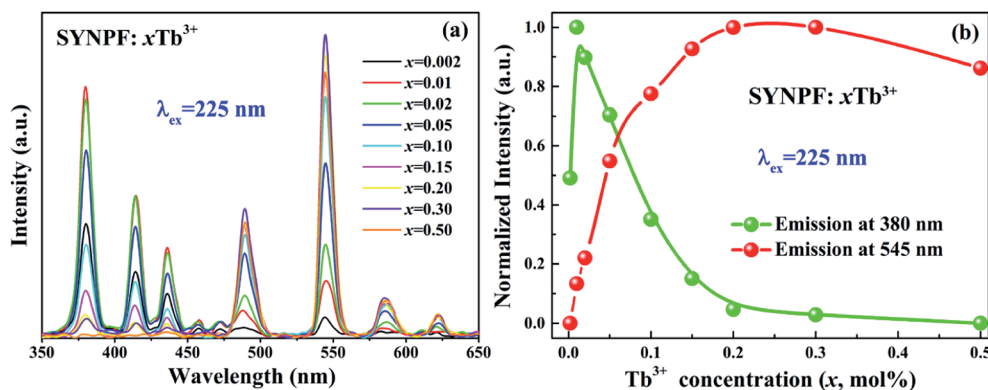 (a)
SYNPF: xTb³⁺
λex=225 nm
x=0.002
x=0.01
x=0.02
x=0.05
x=0.10
x=0.15
x=0.20
x=0.30
x=0.50
Intensity (a.u.)
350 400 450 500 550 600 650
Wavelength (nm)
(b)
SYNPF: xTb³⁺
λex=225 nm
Emission at 380 nm
Emission at 545 nm
Normalized Intensity (a.u.)
1.0
0.8
0.6
0.4
0.2
0.0
0.0 0.1 0.2 0.3 0.4 0.5
Tb³⁺ concentration (x, mol%)